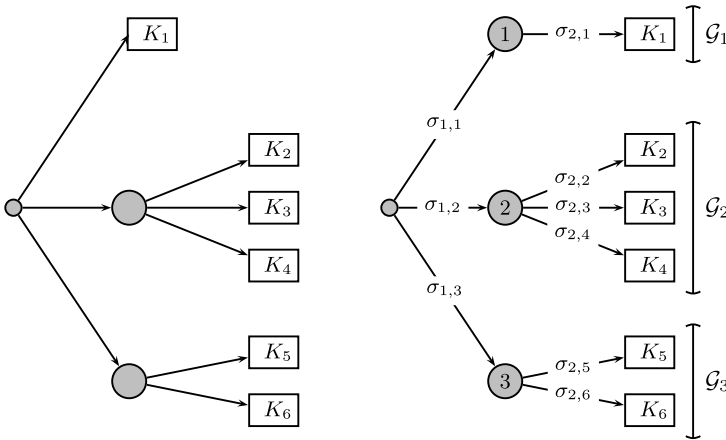 K₁
K₂
K₃
K₄
K₅
K₆
σ₁,₁
σ₁,₂
σ₁,₃
1
2
3
σ₂,₁
σ₂,₂
σ₂,₃
σ₂,₄
σ₂,₅
σ₂,₆
K₁
K₂
K₃
K₄
K₅
K₆
𝒢₁
𝒢₂
𝒢₃